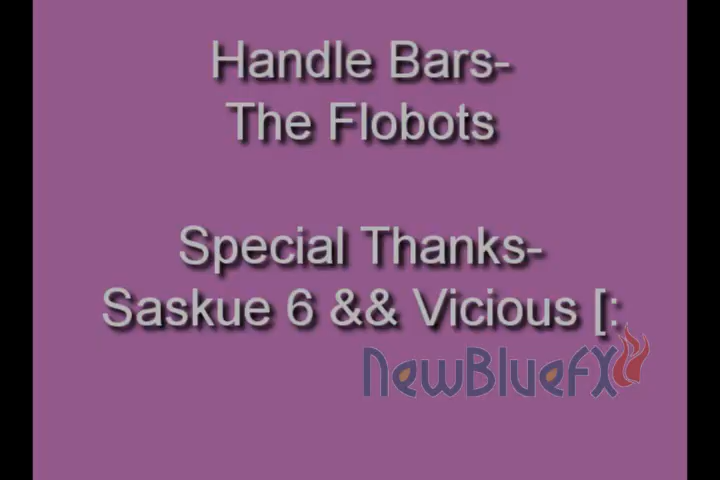 Handle Bars-
The Flobots
Special Thanks-
Saskue 6 && Vicious [:
NewBlueFX